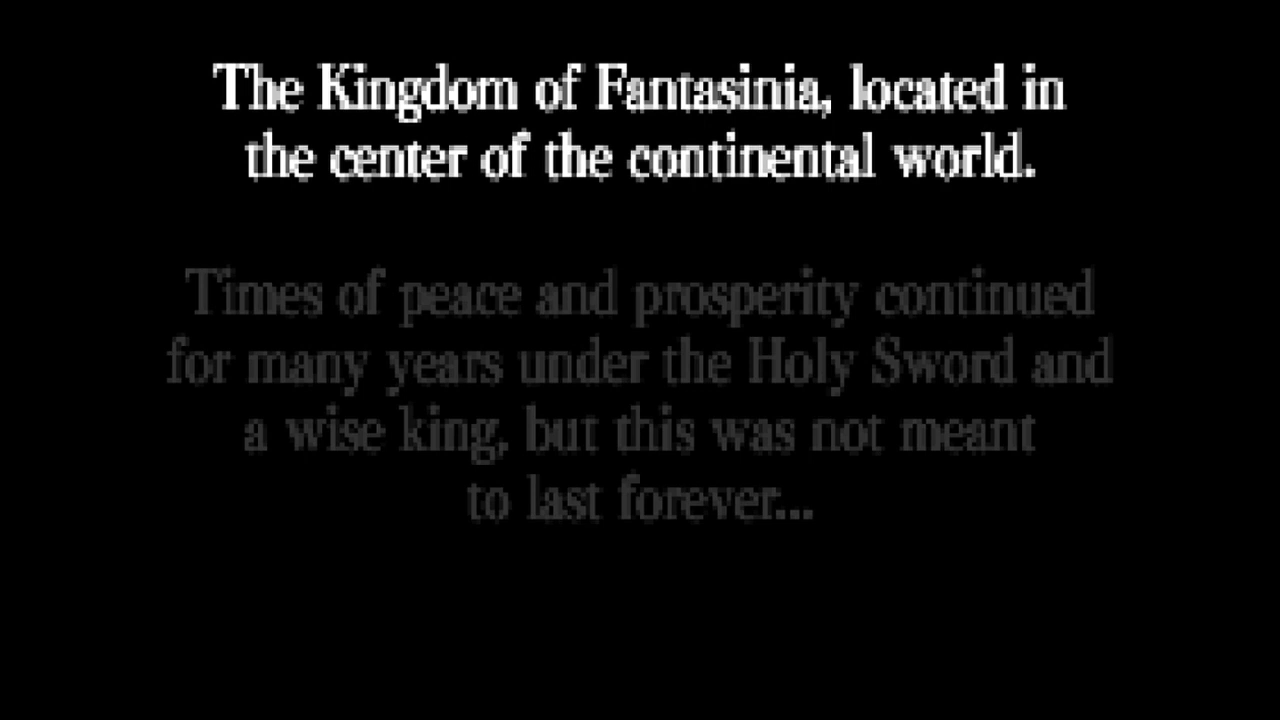 The Kingdom of Fantasinia, located in
the center of the continental world.
Times of peace and prosperity continued
for many years under the Holy Sword and
a wise king, but this was not meant
to last forever...